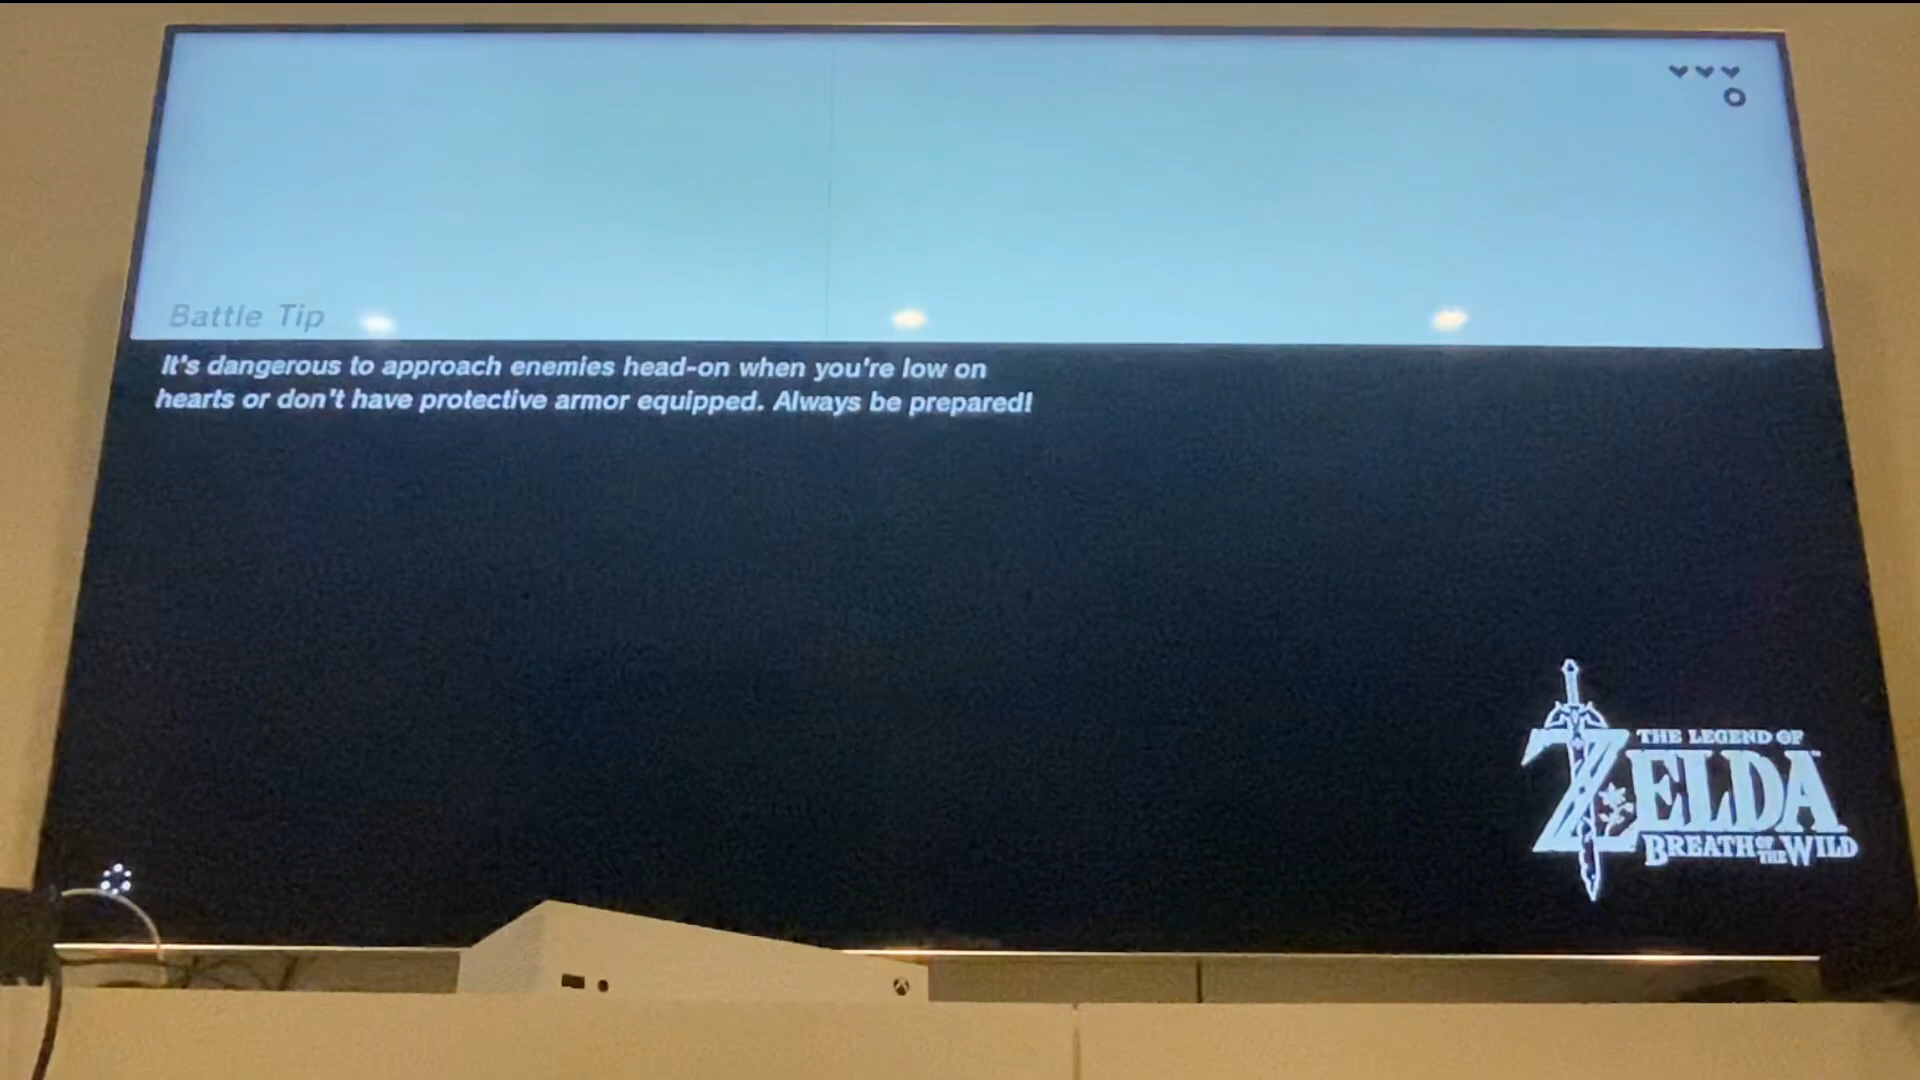 Battle Tip
It's dangerous to approach enemies head-on when you're low on
hearts or don't have protective armor equipped. Always be prepared!
THE LEGEND OF
ZELDA™
BREATH OF THE WILD